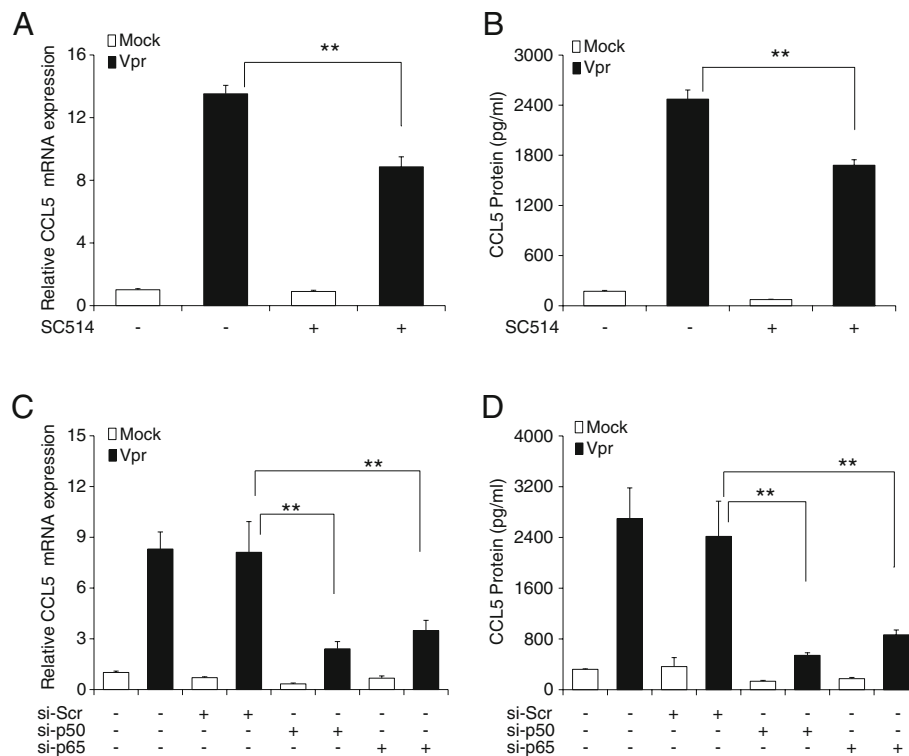 A
Mock
Vpr
**
Relative CCL5 mRNA expression
16
12
8
4
0
SC514 - - + +
B
Mock
Vpr
**
CCL5 Protein (pg/ml)
3000
2400
1800
1200
600
0
SC514 - - + +
C
Mock
Vpr
**
**
Relative CCL5 mRNA expression
15
12
9
6
3
0
si-Scr - - + + - - - -
si-p50 - - - - + + - -
si-p65 - - - - - - + +
D
Mock
Vpr
**
**
CCL5 Protein (pg/ml)
4000
3200
2400
1600
800
0
si-Scr - - + + - - - -
si-p50 - - - - + + - -
si-p65 - - - - - - + +